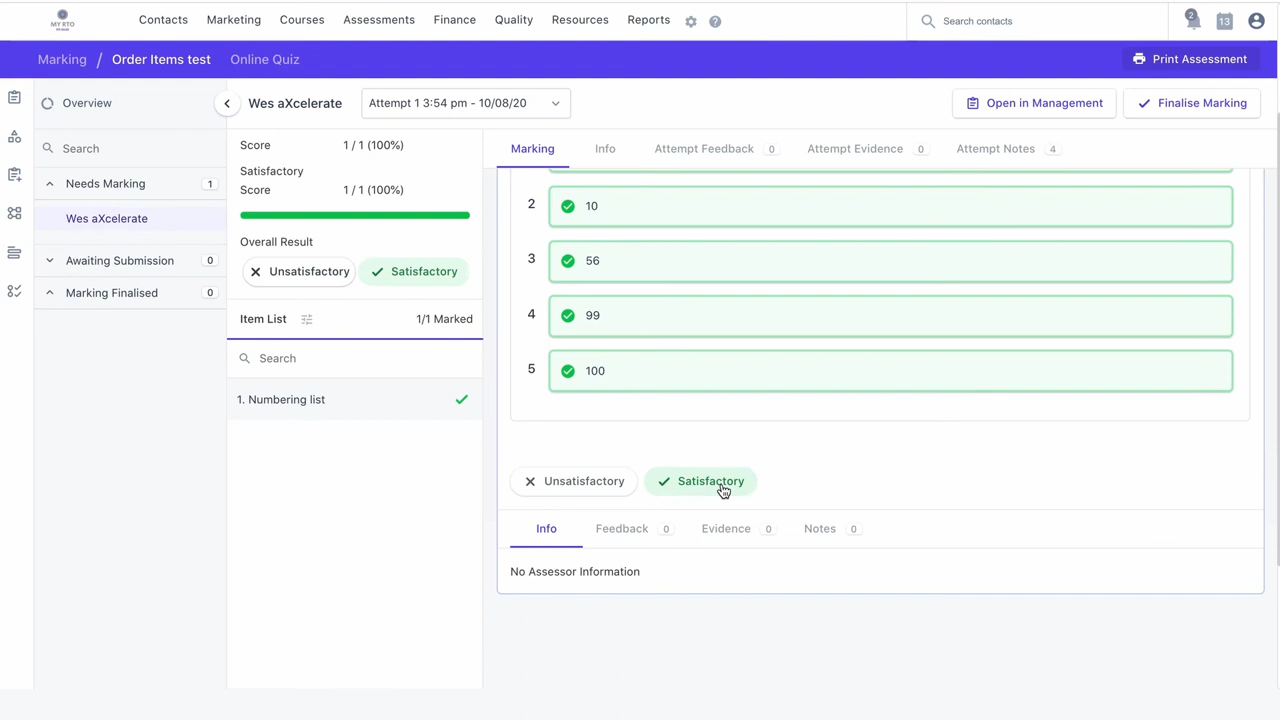 MY RTO
Contacts Marketing Courses Assessments Finance Quality Resources Reports
Search contacts
2
13
Marking / Order Items test Online Quiz
Print Assessment
Overview
Wes aXcelerate
Attempt 1 3:54 pm - 10/08/20
Open in Management
Finalise Marking
Search
Needs Marking 1
Wes aXcelerate
Awaiting Submission 0
Marking Finalised 0
Score 1 / 1 (100%)
Satisfactory
Score 1 / 1 (100%)
Overall Result
Unsatisfactory Satisfactory
Item List 1/1 Marked
Search
1. Numbering list
Marking Info Attempt Feedback 0 Attempt Evidence 0 Attempt Notes 4
2 10
3 56
4 99
5 100
Unsatisfactory Satisfactory
Info Feedback 0 Evidence 0 Notes 0
No Assessor Information